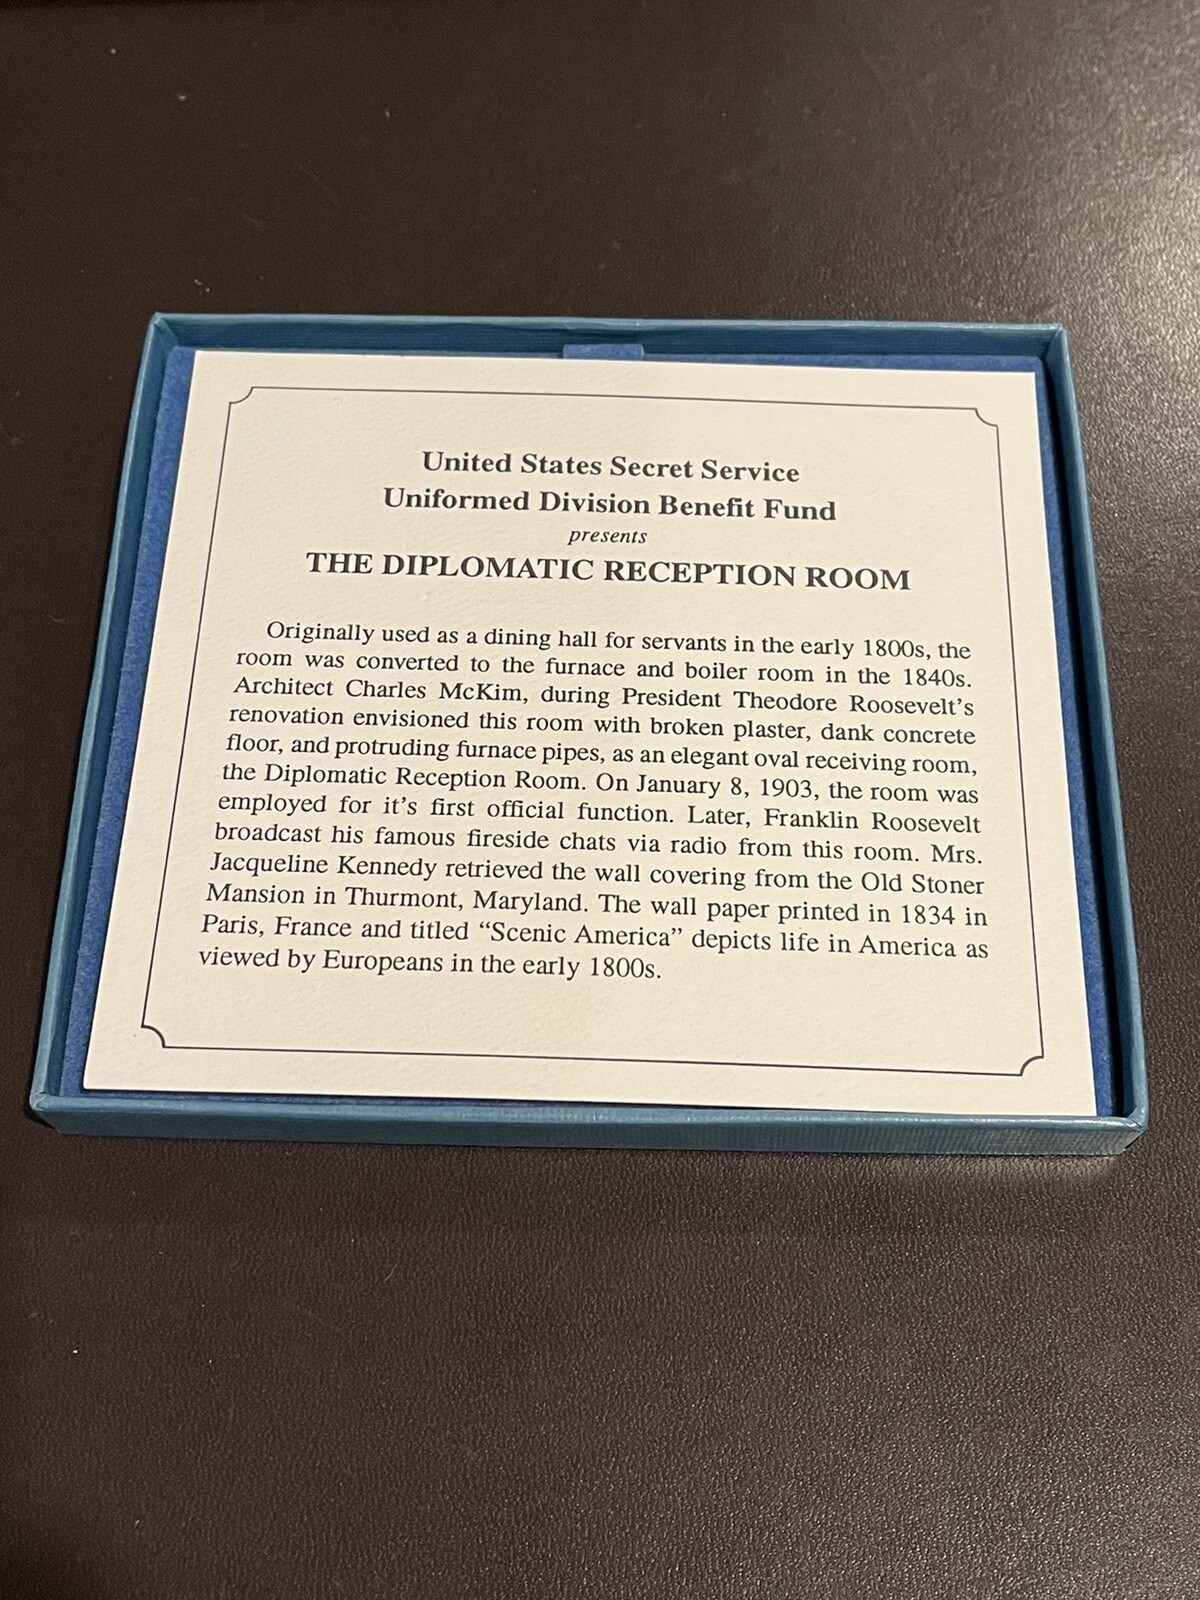 United States Secret Service
Uniformed Division Benefit Fund
presents
THE DIPLOMATIC RECEPTION ROOM
Originally used as a dining hall for servants in the early 1800s, the
room was converted to the furnace and boiler room in the 1840s.
Architect Charles McKim, during President Theodore Roosevelt's
renovation envisioned this room with broken plaster, dank concrete
floor, and protruding furnace pipes, as an elegant oval receiving room,
the Diplomatic Reception Room. On January 8, 1903, the room was
employed for it's first official function. Later, Franklin Roosevelt
broadcast his famous fireside chats via radio from this room. Mrs.
Jacqueline Kennedy retrieved the wall covering from the Old Stoner
Mansion in Thurmont, Maryland. The wall paper printed in 1834 in
Paris, France and titled “Scenic America” depicts life in America as
viewed by Europeans in the early 1800s.